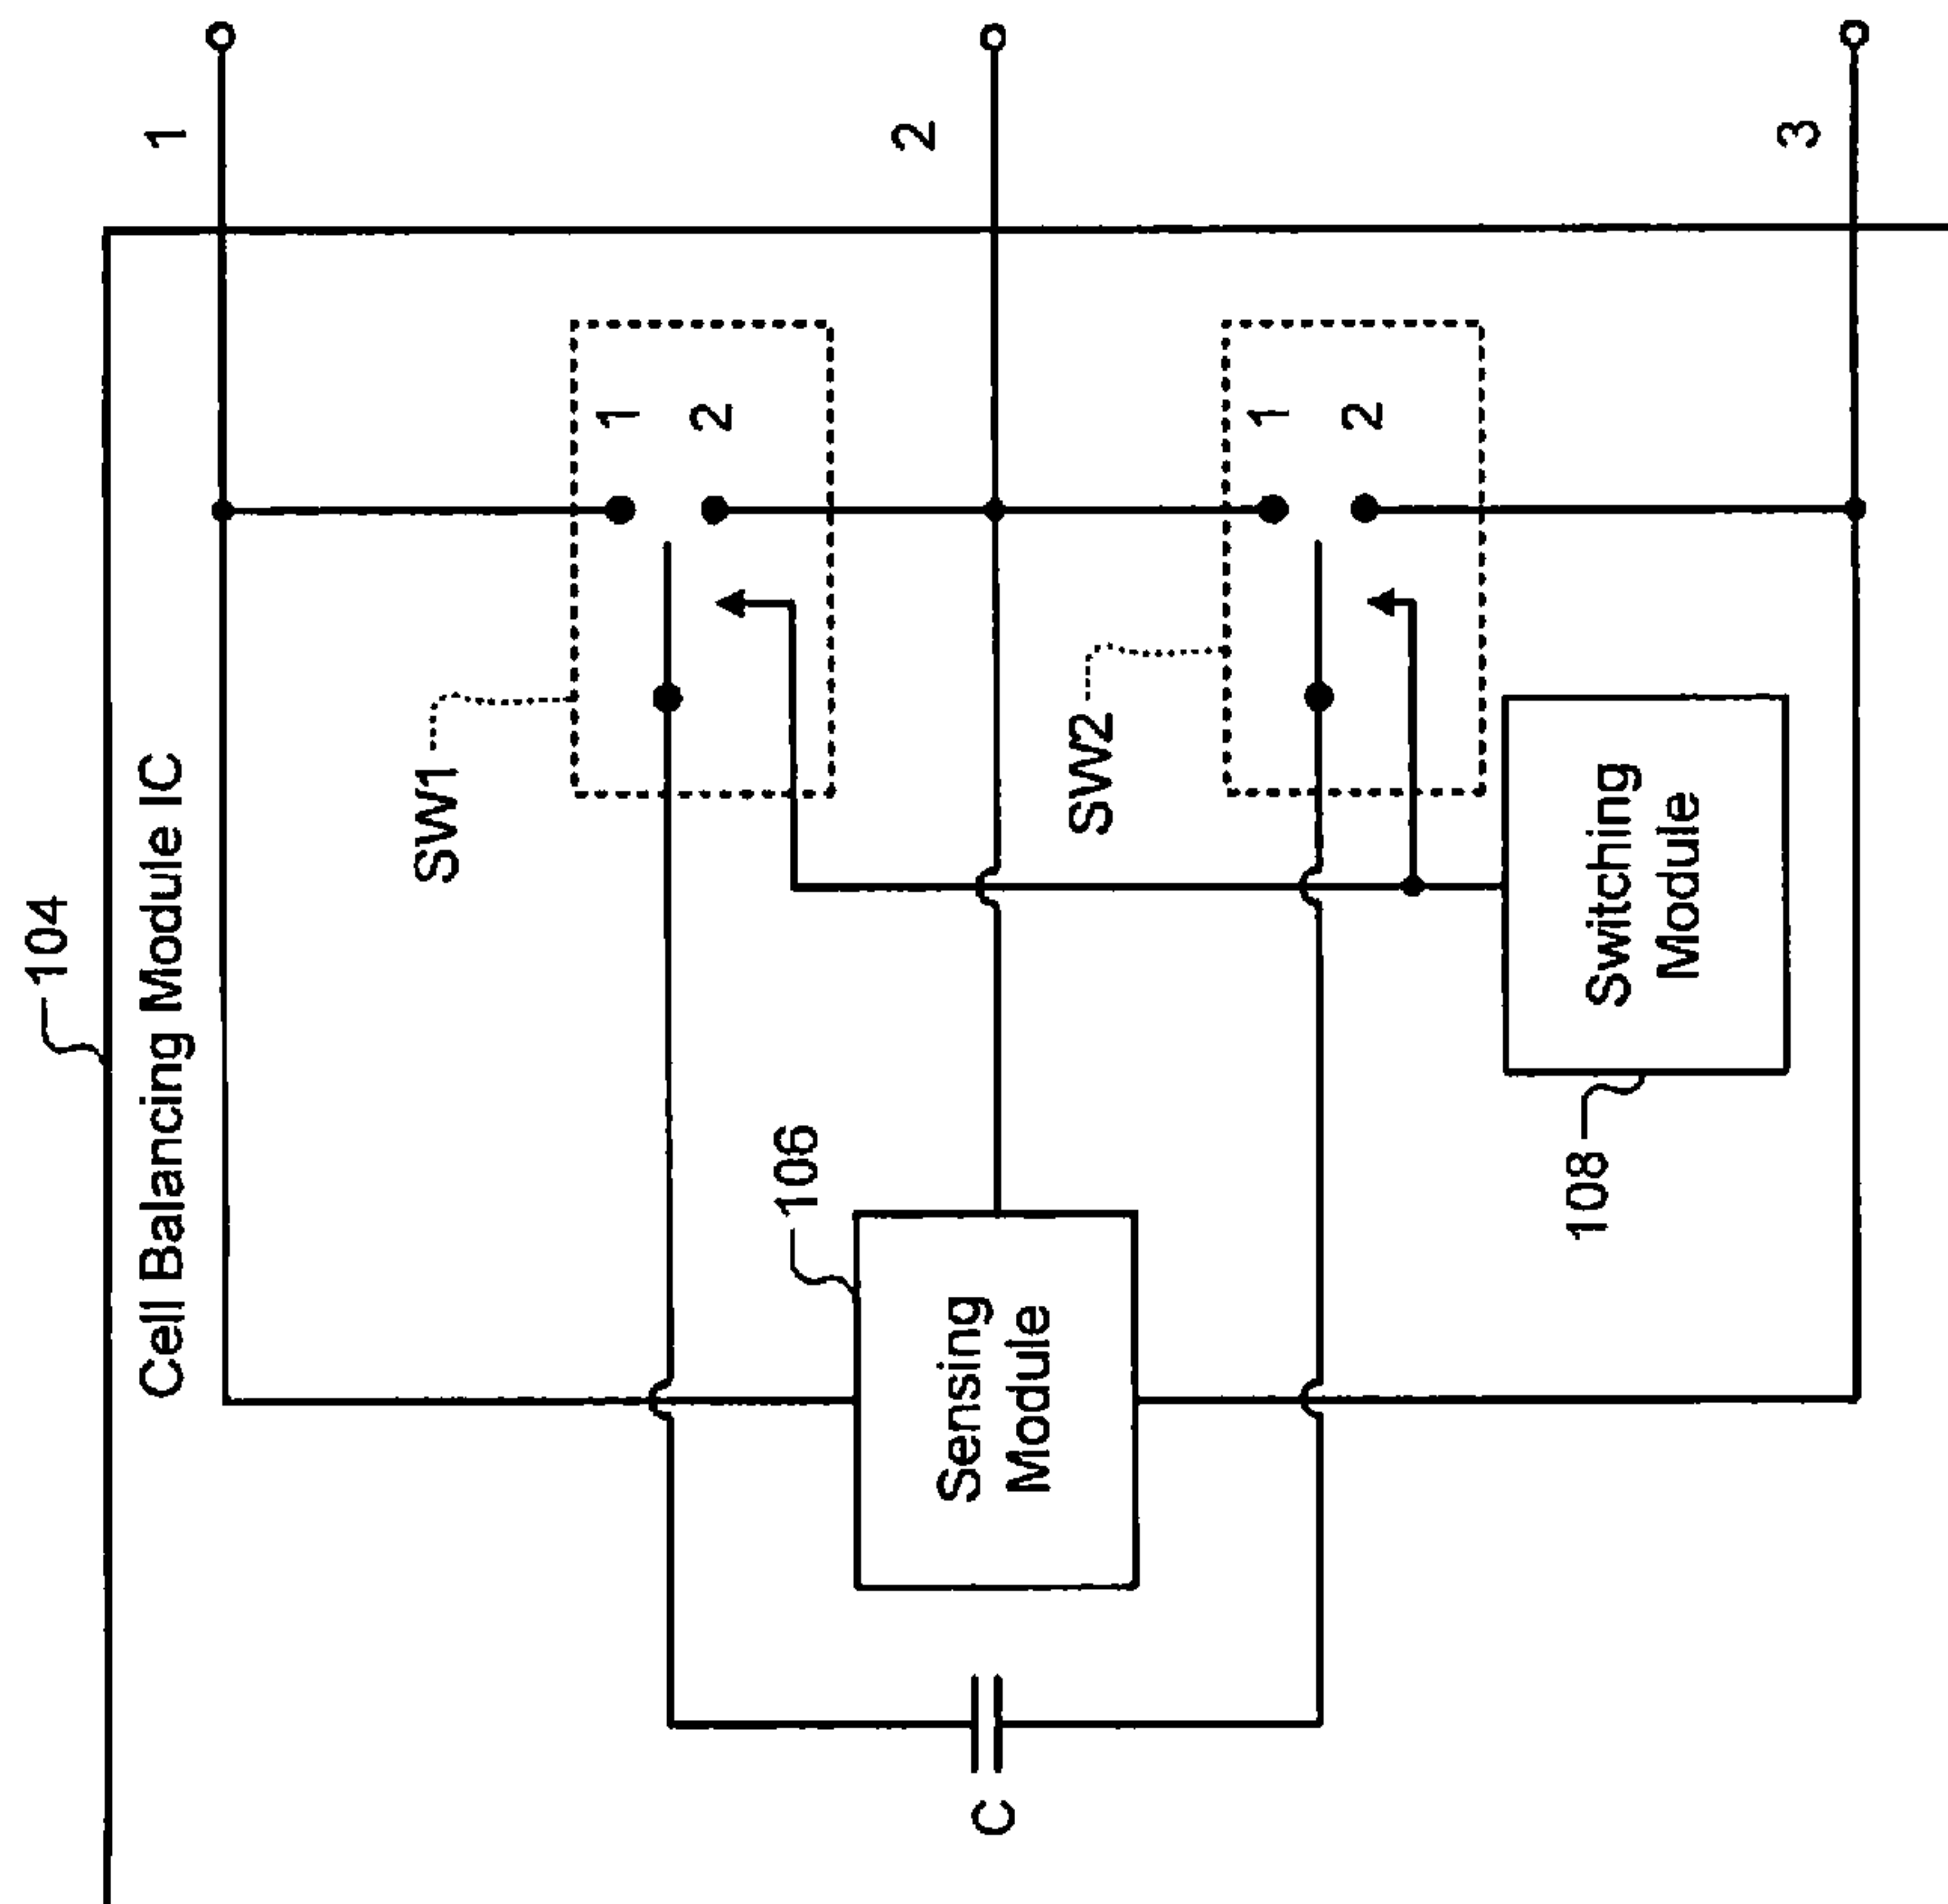 104
Cell Balancing Module IC
1
SW1
1
2
106
Sensing
Module
C
2
SW2
1
2
108
Switching
Module
3